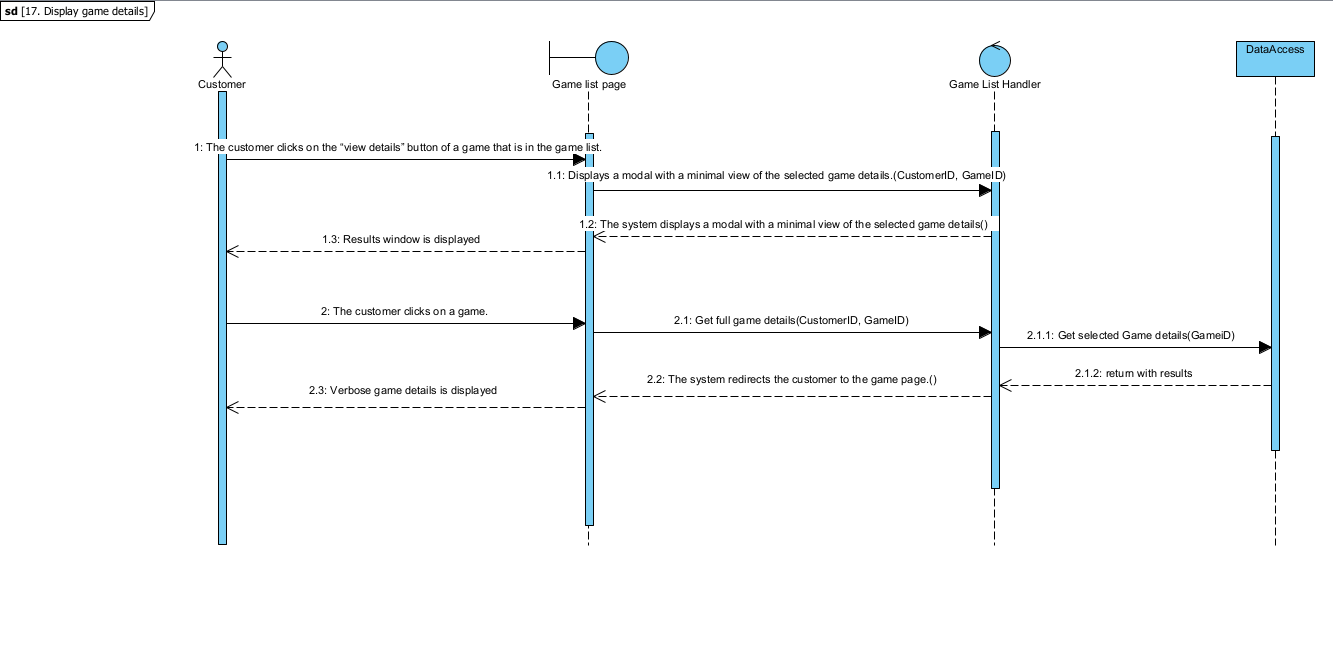 sd [17. Display game details]
Customer
Game list page
Game List Handler
DataAccess
1: The customer clicks on the “view details” button of a game that is in the game list.
1.1: Displays a modal with a minimal view of the selected game details.(CustomerID, GameID)
1.2: The system displays a modal with a minimal view of the selected game details()
1.3: Results window is displayed
2: The customer clicks on a game.
2.1: Get full game details(CustomerID, GameID)
2.1.1: Get selected Game details(GameiD)
2.1.2: return with results
2.2: The system redirects the customer to the game page.()
2.3: Verbose game details is displayed